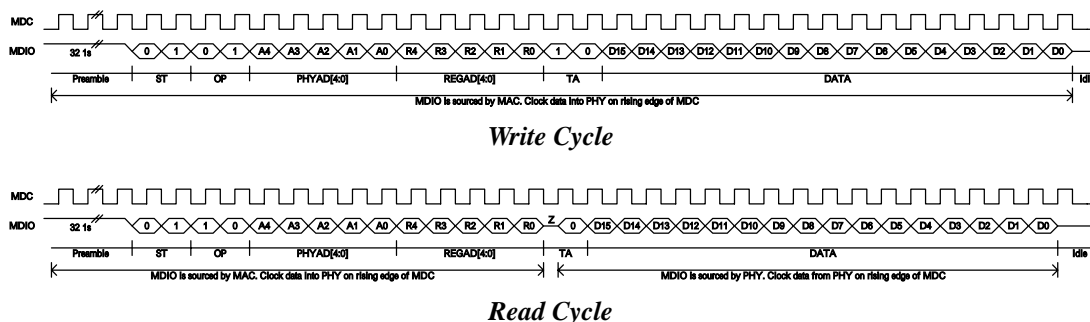 MDC
MDIO 32 1s 0 1 0 1 A4 A3 A2 A1 A0 R4 R3 R2 R1 R0 1 0 D15 D14 D13 D12 D11 D10 D9 D8 D7 D6 D5 D4 D3 D2 D1 D0
Preamble ST OP PHYAD[4:0] REGAD[4:0] TA DATA Idle
MDIO is sourced by MAC. Clock data into PHY on rising edge of MDC
Write Cycle
MDC
MDIO 32 1s 0 1 1 0 A4 A3 A2 A1 A0 R4 R3 R2 R1 R0 Z 0 D15 D14 D13 D12 D11 D10 D9 D8 D7 D6 D5 D4 D3 D2 D1 D0
Preamble ST OP PHYAD[4:0] REGAD[4:0] TA DATA Idle
MDIO is sourced by MAC. Clock data into PHY on rising edge of MDC MDIO is sourced by PHY. Clock data from PHY on rising edge of MDC
Read Cycle